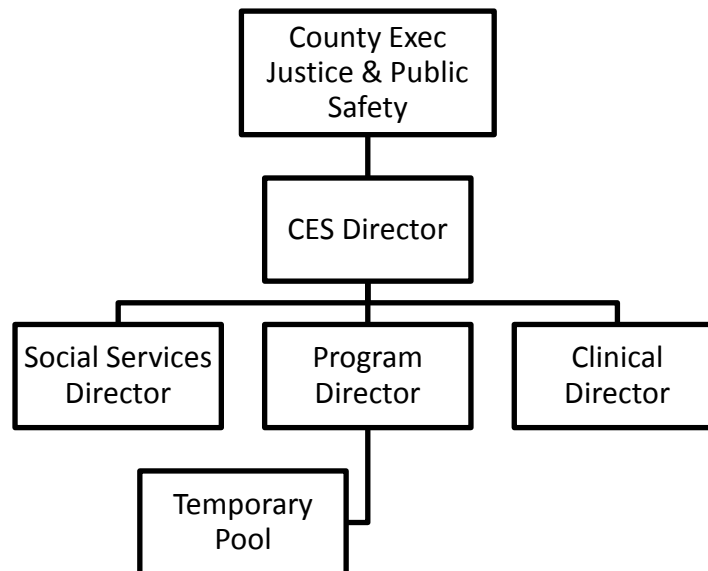 County Exec
Justice & Public
Safety
CES Director
Social Services
Director
Program
Director
Clinical
Director
Temporary
Pool